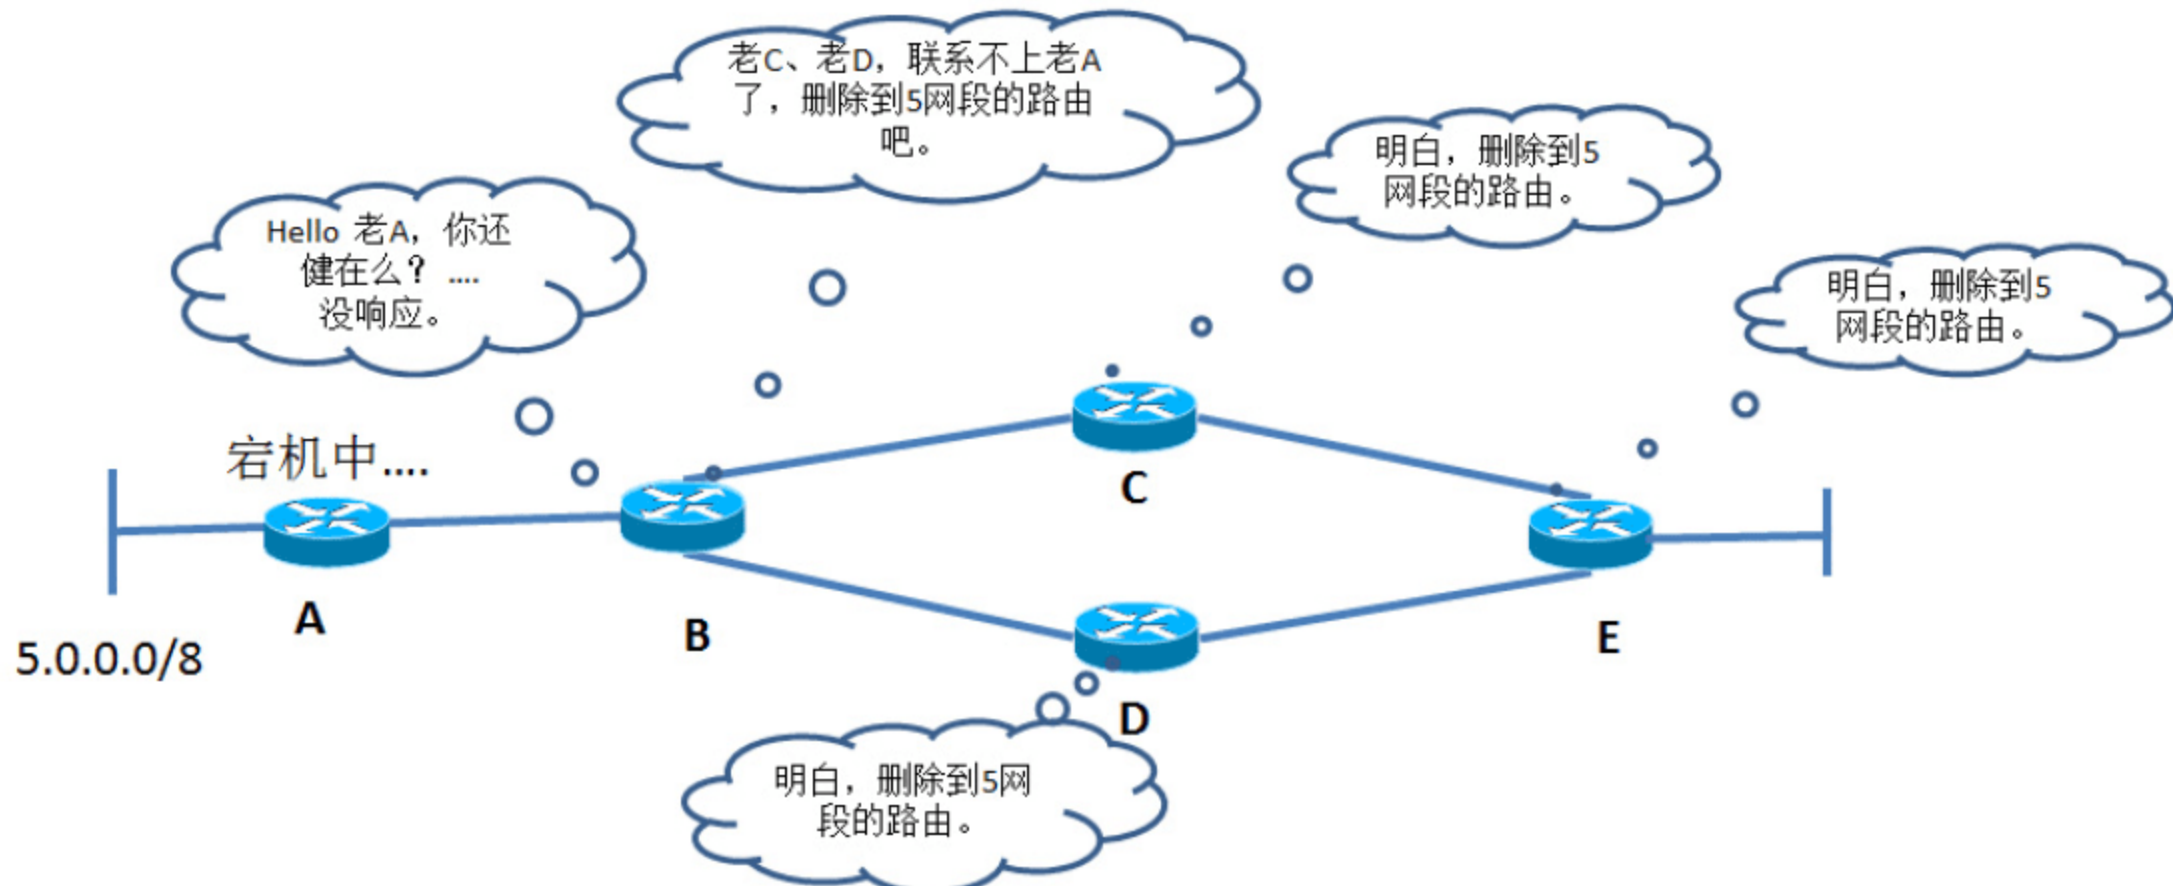 老C、老D，联系不上老A
了，删除到5网段的路由
吧。
明白，删除到5
网段的路由。
Hello 老A，你还
健在么？ ....
没响应。
明白，删除到5
网段的路由。
宕机中....
C
A
B
E
5.0.0.0/8
D
明白，删除到5网
段的路由。